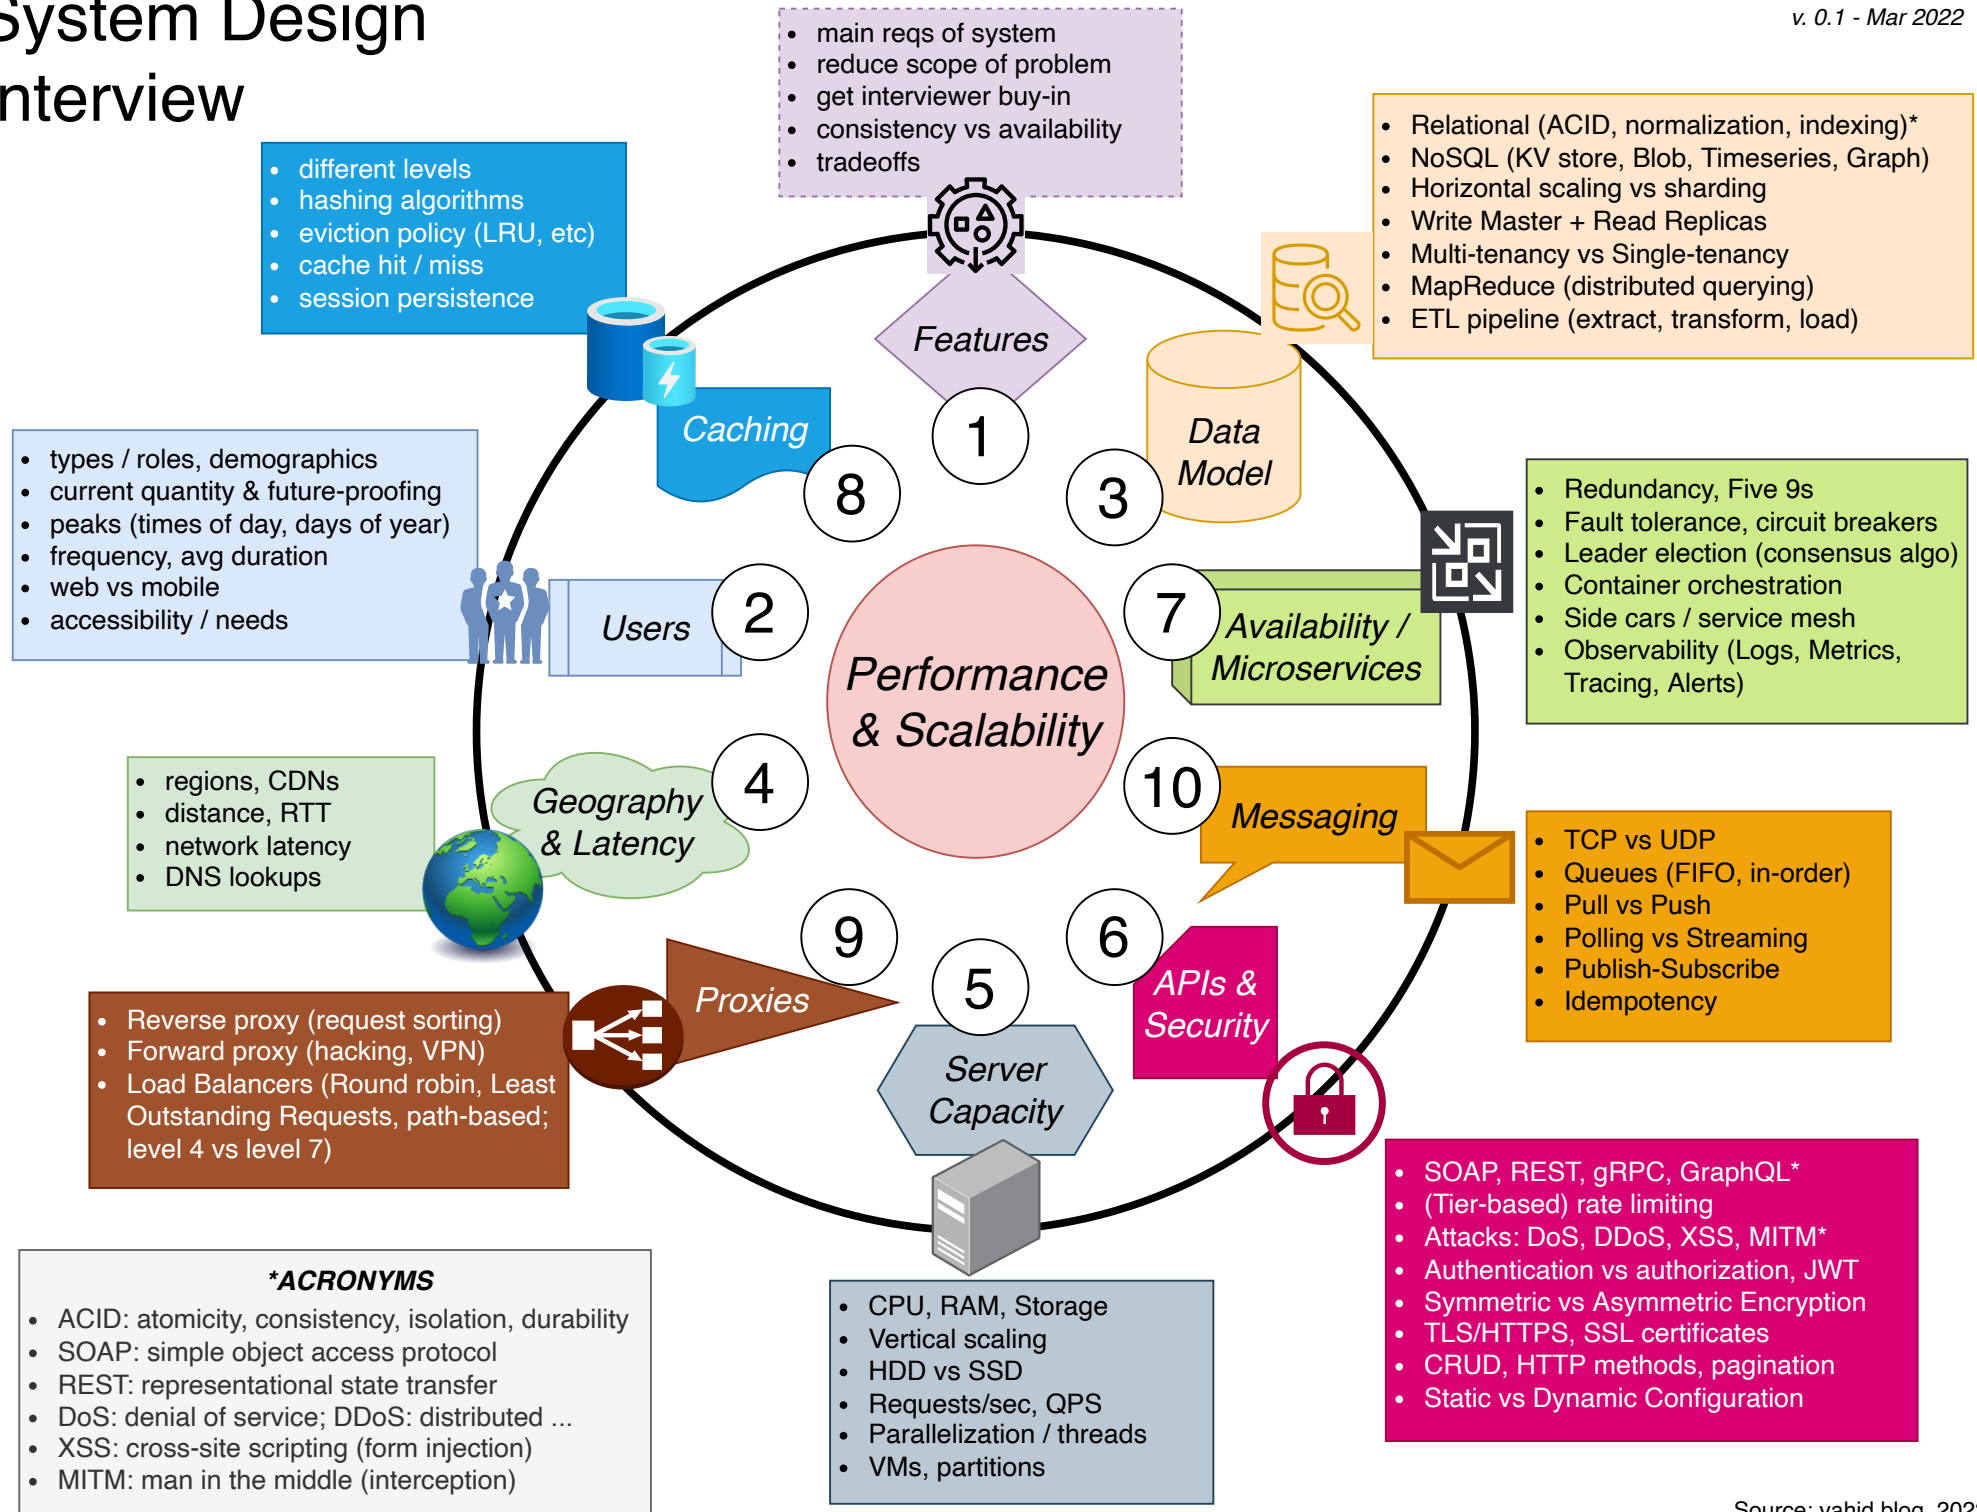 System Design
Interview
v. 0.1 - Mar 2022
main reqs of system
reduce scope of problem
get interviewer buy-in
consistency vs availability
tradeoffs
Features
1
Relational (ACID, normalization, indexing)*
NoSQL (KV store, Blob, Timeseries, Graph)
Horizontal scaling vs sharding
Write Master + Read Replicas
Multi-tenancy vs Single-tenancy
MapReduce (distributed querying)
ETL pipeline (extract, transform, load)
Data
Model
3
different levels
hashing algorithms
eviction policy (LRU, etc)
cache hit / miss
session persistence
Caching
8
types / roles, demographics
current quantity & future-proofing
peaks (times of day, days of year)
frequency, avg duration
web vs mobile
accessibility / needs
Users
2
Redundancy, Five 9s
Fault tolerance, circuit breakers
Leader election (consensus algo)
Container orchestration
Side cars / service mesh
Observability (Logs, Metrics,
Tracing, Alerts)
7
Availability /
Microservices
Performance
& Scalability
regions, CDNs
distance, RTT
network latency
DNS lookups
Geography
& Latency
4
10
Messaging
TCP vs UDP
Queues (FIFO, in-order)
Pull vs Push
Polling vs Streaming
Publish-Subscribe
Idempotency
Reverse proxy (request sorting)
Forward proxy (hacking, VPN)
Load Balancers (Round robin, Least
Outstanding Requests, path-based;
level 4 vs level 7)
Proxies
9
5
Server
Capacity
CPU, RAM, Storage
Vertical scaling
HDD vs SSD
Requests/sec, QPS
Parallelization / threads
VMs, partitions
6
APIs &
Security
SOAP, REST, gRPC, GraphQL*
(Tier-based) rate limiting
Attacks: DoS, DDoS, XSS, MITM*
Authentication vs authorization, JWT
Symmetric vs Asymmetric Encryption
TLS/HTTPS, SSL certificates
CRUD, HTTP methods, pagination
Static vs Dynamic Configuration
*ACRONYMS
ACID: atomicity, consistency, isolation, durability
SOAP: simple object access protocol
REST: representational state transfer
DoS: denial of service; DDoS: distributed ...
XSS: cross-site scripting (form injection)
MITM: man in the middle (interception)
Source: vahid.blog, 2022